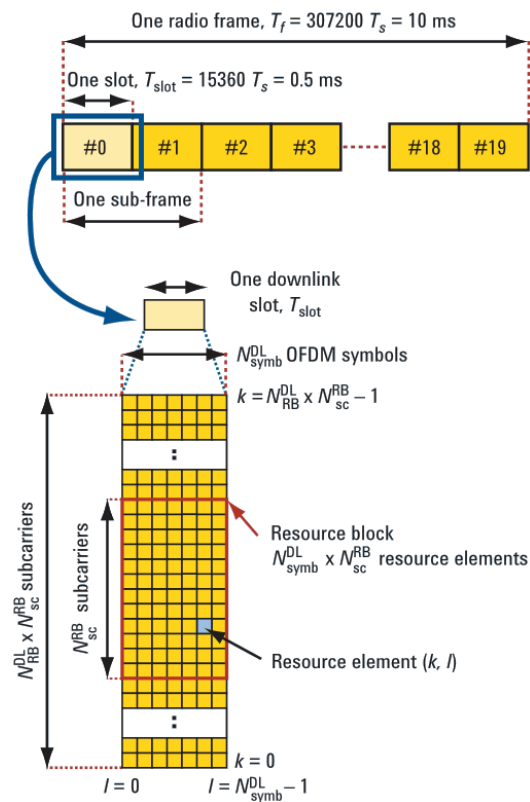 One radio frame, T_f = 307200 T_s = 10 ms
One slot, T_slot = 15360 T_s = 0.5 ms
#0 #1 #2 #3 #18 #19
One sub-frame
One downlink
slot, T_slot
N_symb^DL OFDM symbols
k = N_RB^DL x N_sc^RB – 1
:
Resource block
N_symb^DL x N_sc^RB resource elements
N_RB^DL x N_sc^RB subcarriers
N_sc^RB subcarriers
Resource element (k, l)
:
k = 0
l = 0
l = N_symb^DL – 1